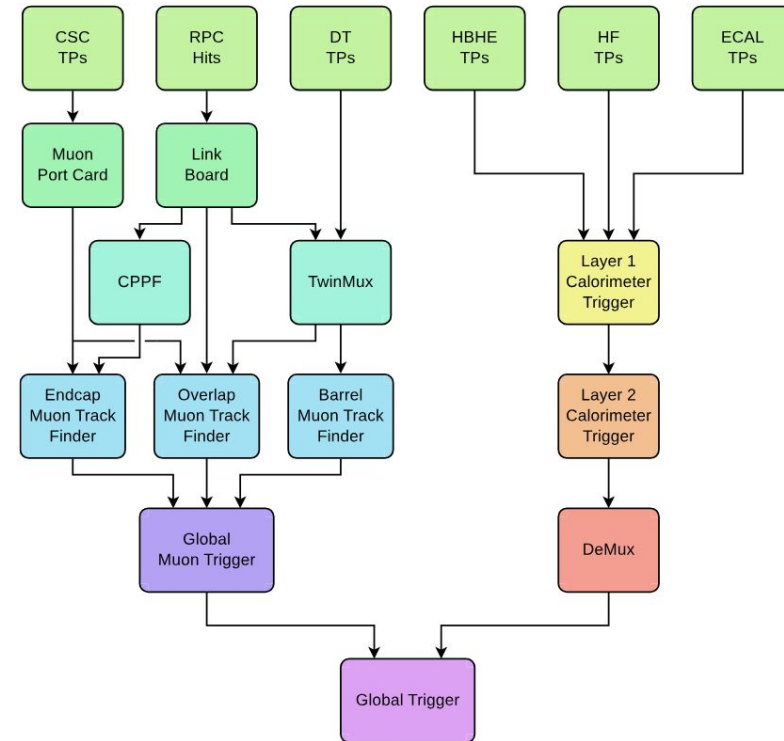 CSC
TPs
RPC
Hits
DT
TPs
HBHE
TPs
HF
TPs
ECAL
TPs
Muon
Port Card
Link
Board
CPPF
TwinMux
Layer 1
Calorimeter
Trigger
Endcap
Muon Track
Finder
Overlap
Muon Track
Finder
Barrel
Muon Track
Finder
Layer 2
Calorimeter
Trigger
Global
Muon Trigger
DeMux
Global Trigger